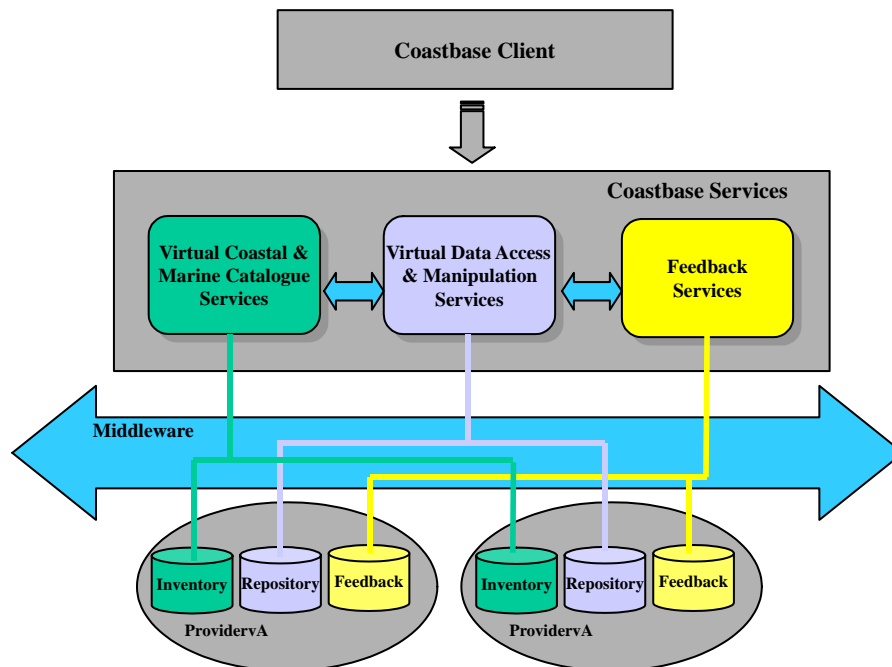 Coastbase Client
Coastbase Services
Virtual Coastal &
Marine Catalogue
Services
Virtual Data Access
& Manipulation
Services
Feedback
Services
Middleware
Inventory
Repository
Feedback
ProvidervA
Inventory
Repository
Feedback
ProvidervA